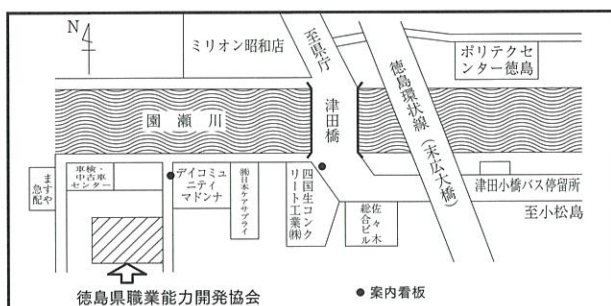 N
ミリオン昭和店
至県庁
徳島環状線(末広大橋)
ポリテクセ
ンター徳島
園瀬川
津田橋
ますや
急配
車検・
中古車
センター
デイコミュ
ニティ
マドンナ
㈱日本ケアサプライ
四国生コンク
リート工業㈱
佐々木
総合ビル
津田小橋バス停留所
至小松島
徳島県職業能力開発協会
●案内看板